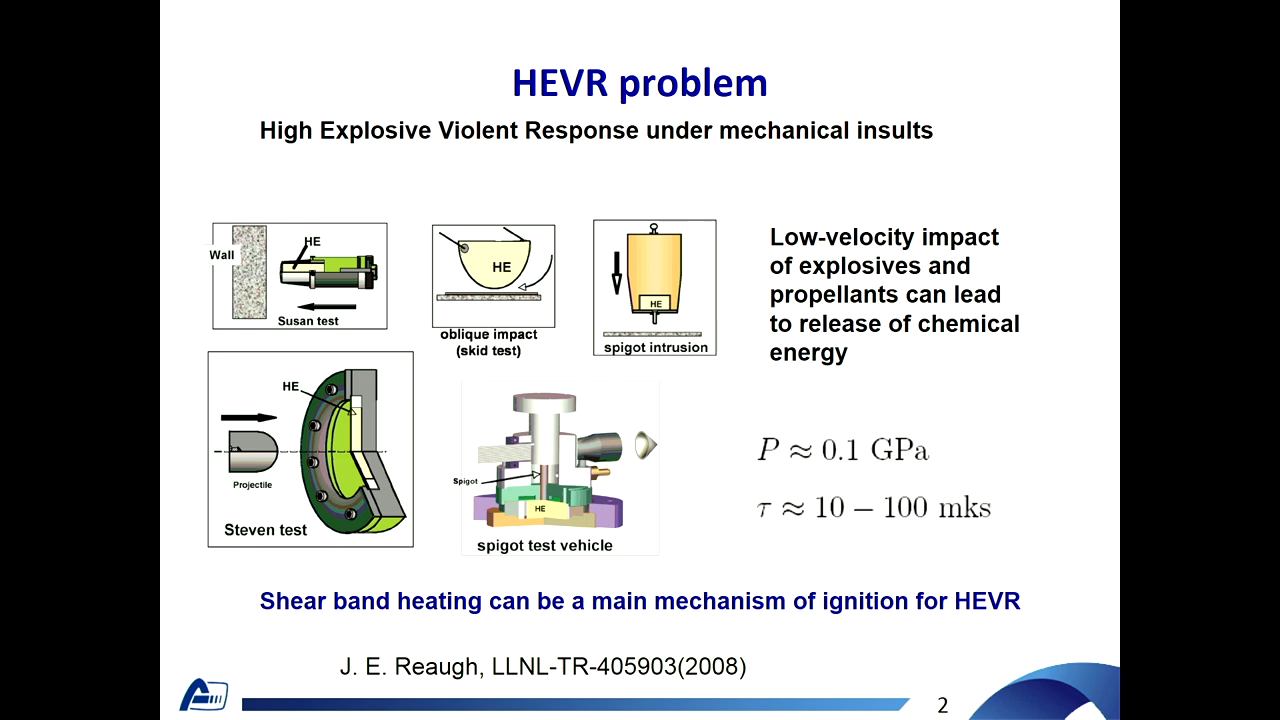 HEVR problem
High Explosive Violent Response under mechanical insults
Wall
HE
Susan test
HE
oblique impact
(skid test)
HE
spigot intrusion
Low-velocity impact
of explosives and
propellants can lead
to release of chemical
energy
HE
Projectile
Steven test
Spigot
HE
spigot test vehicle
P ≈ 0.1 GPa
τ ≈ 10 − 100 mks
Shear band heating can be a main mechanism of ignition for HEVR
J. E. Reaugh, LLNL-TR-405903(2008)
2